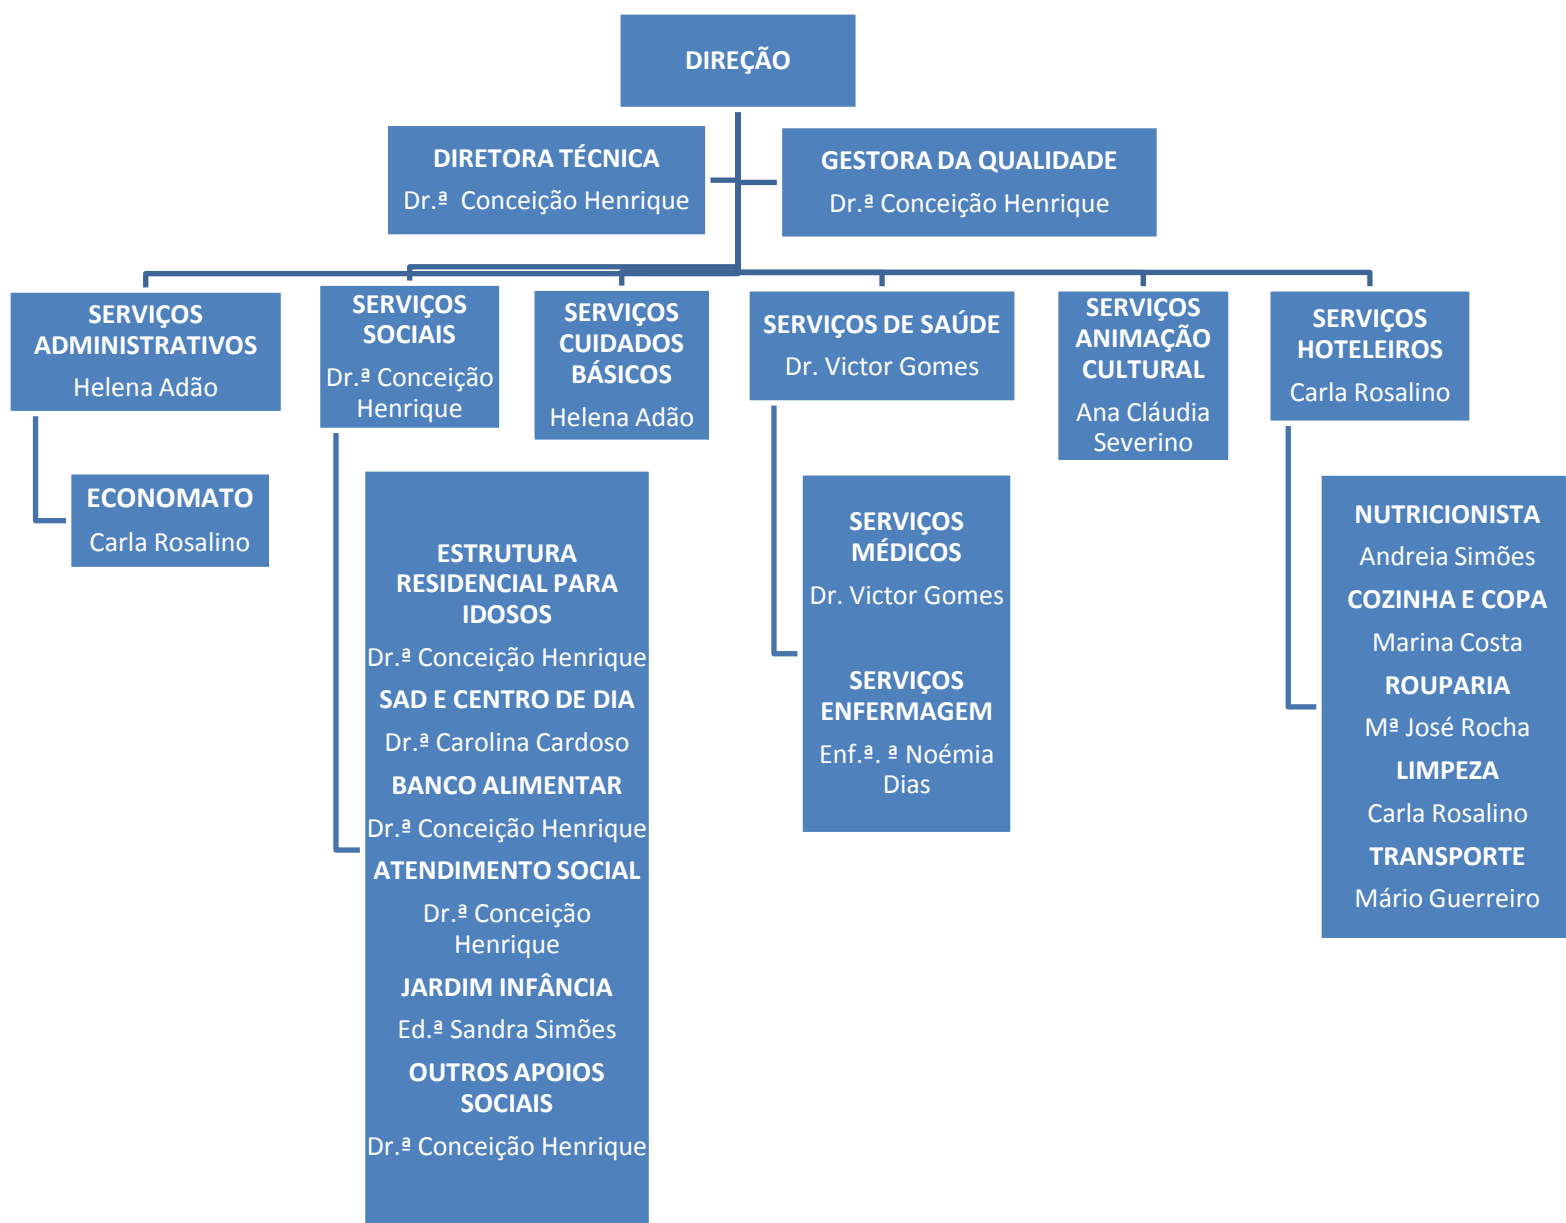 DIREÇÃO
DIRETORA TÉCNICA
Dr.ª Conceição Henrique
GESTORA DA QUALIDADE
Dr.ª Conceição Henrique
SERVIÇOS
ADMINISTRATIVOS
Helena Adão
SERVIÇOS
SOCIAIS
Dr.ª Conceição
Henrique
SERVIÇOS
CUIDADOS
BÁSICOS
Helena Adão
SERVIÇOS DE SAÚDE
Dr. Victor Gomes
SERVIÇOS
ANIMAÇÃO
CULTURAL
Ana Cláudia
Severino
SERVIÇOS
HOTELEIROS
Carla Rosalino
ECONOMATO
Carla Rosalino
ESTRUTURA
RESIDENCIAL PARA
IDOSOS
Dr.ª Conceição Henrique
SAD E CENTRO DE DIA
Dr.ª Carolina Cardoso
BANCO ALIMENTAR
Dr.ª Conceição Henrique
ATENDIMENTO SOCIAL
Dr.ª Conceição
Henrique
JARDIM INFÂNCIA
Ed.ª Sandra Simões
OUTROS APOIOS
SOCIAIS
Dr.ª Conceição Henrique
SERVIÇOS
MÉDICOS
Dr. Victor Gomes
SERVIÇOS
ENFERMAGEM
Enf.ª. ª Noémia
Dias
NUTRICIONISTA
Andreia Simões
COZINHA E COPA
Marina Costa
ROUPARIA
Mª José Rocha
LIMPEZA
Carla Rosalino
TRANSPORTE
Mário Guerreiro